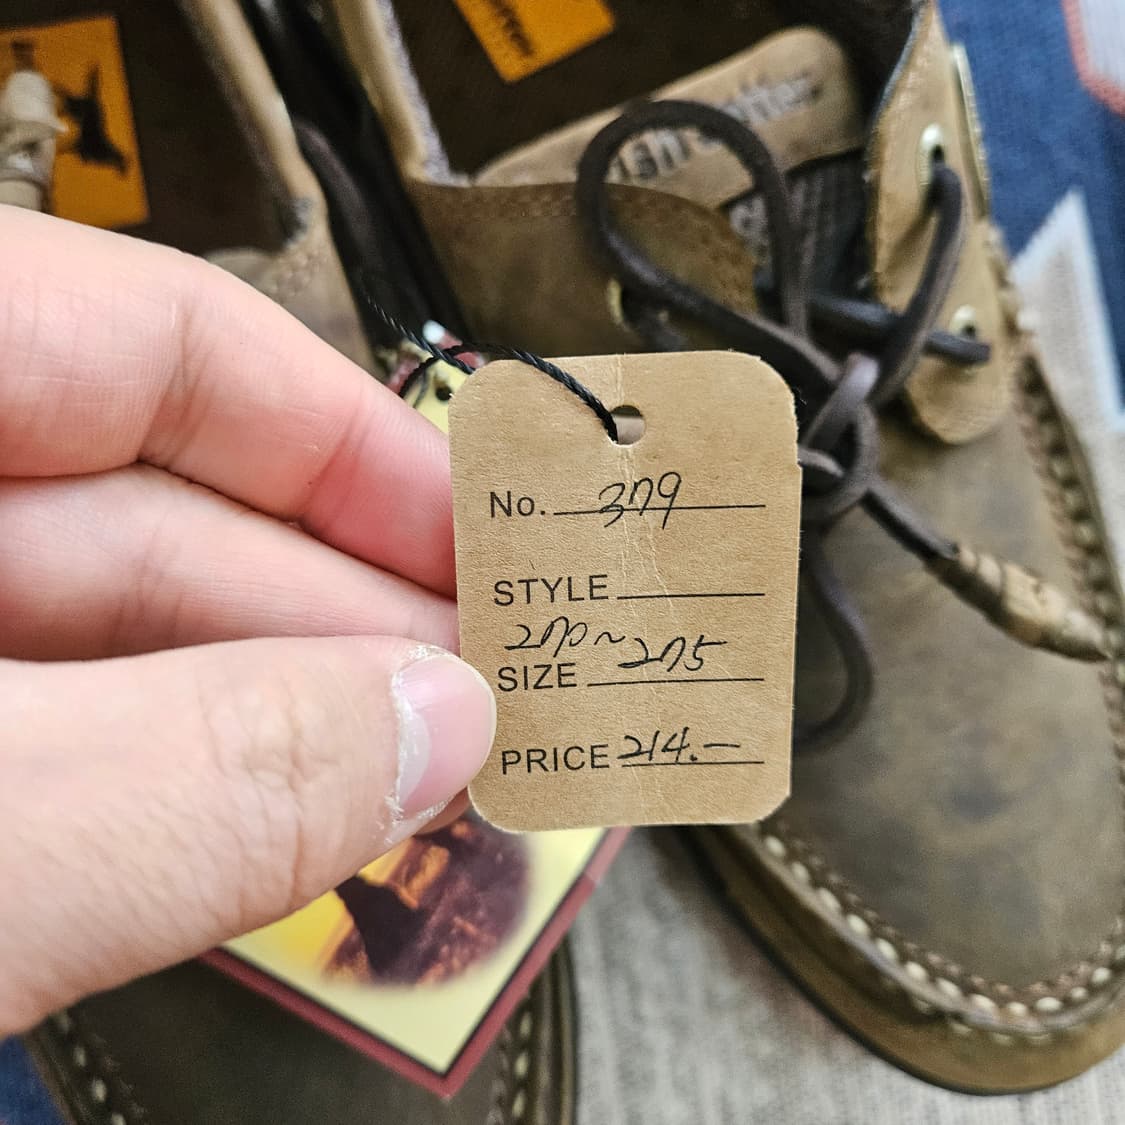 No. 379
STYLE
270~
SIZE 275
PRICE 214.-